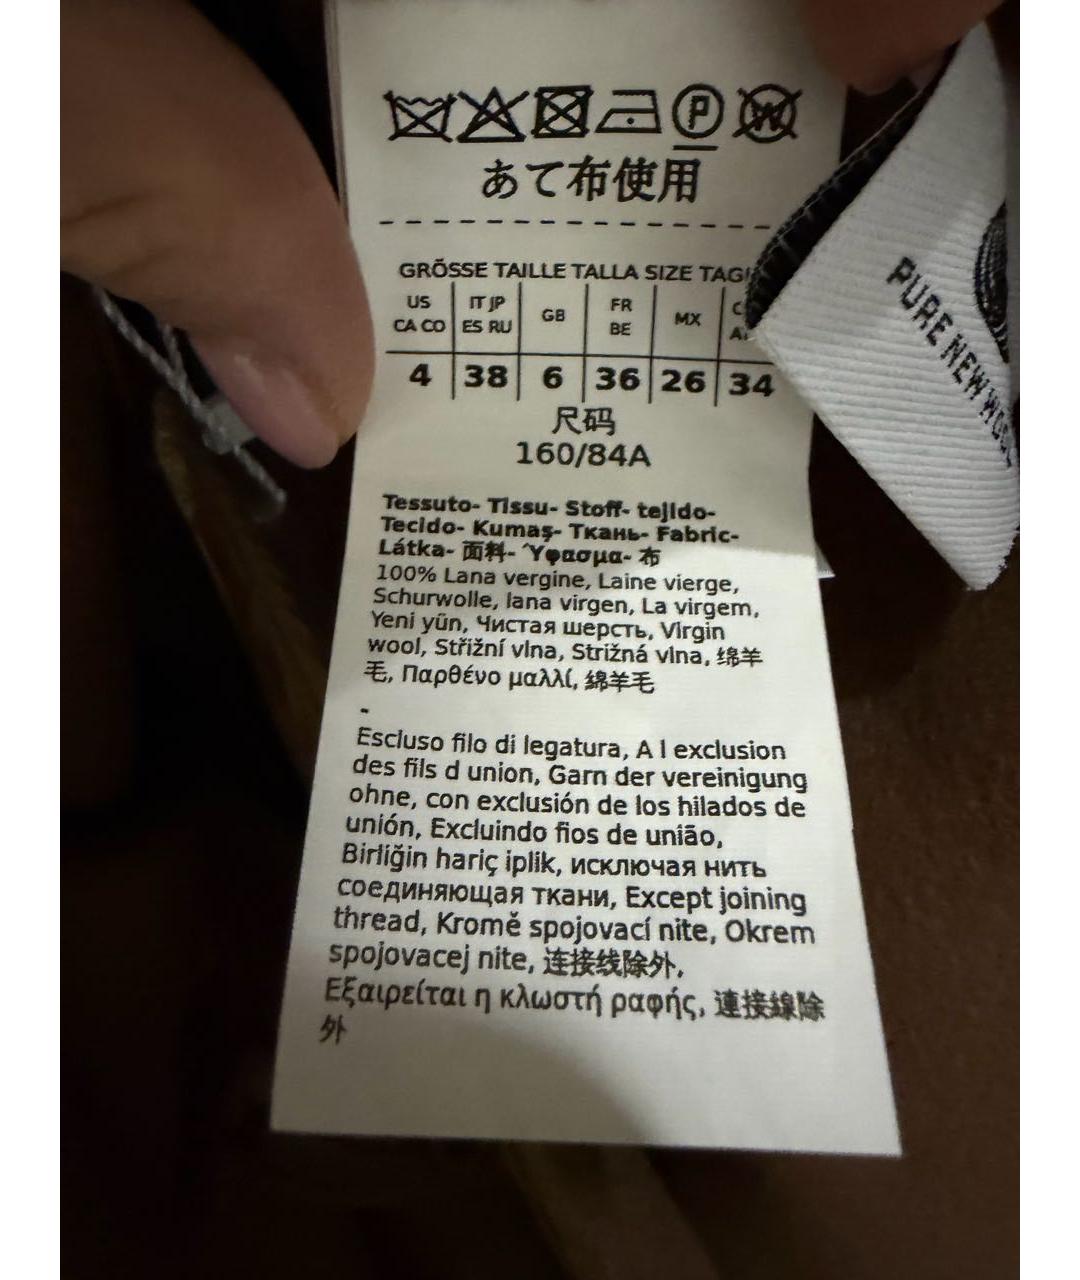 P W
あて布使用
GRÖSSE TAILLE TALLA SIZE
US IT JP GB FR MX
CA CO ES RU BE
4 38 6 36 26 34
尺码
160/84A
Tessuto- Tissu- Stoff- tejido-
Tecido- Kumaş- Ткань- Fabric-
Látka- 面料- Ύφασμα- 布
100% Lana vergine, Laine vierge,
Schurwolle, lana virgen, La virgem,
Yeni yün, Чистая шерсть, Virgin
wool, Střižní vlna, Strižná vlna, 绵羊
毛, Παρθένο μαλλί, 綿羊毛
-
Escluso filo di legatura, A l exclusion
des fils d union, Garn der vereinigung
ohne, con exclusión de los hilados de
unión, Excluindo fios de união,
Birliğin hariç iplik, исключая нить
соединяющая ткани, Except joining
thread, Kromě spojovací nite, Okrem
spojovacej nite, 连接线除外,
Εξαιρείται η κλωστή ραφής, 連接線除
外
PURE NEW WOOL